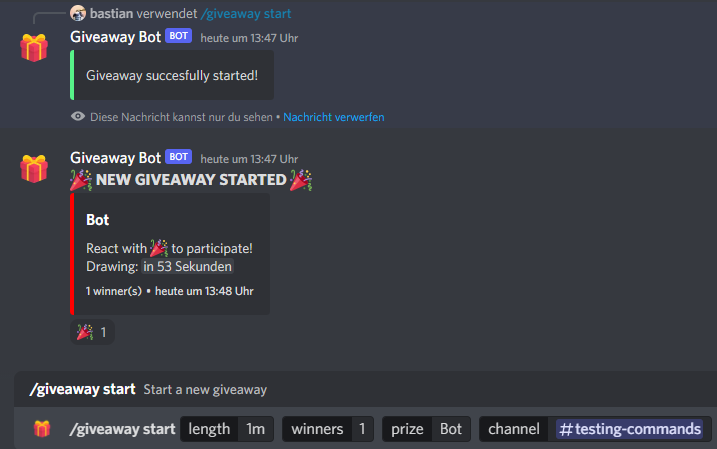 bastian verwendet /giveaway start
Giveaway Bot BOT heute um 13:47 Uhr
Giveaway succesfully started!
Diese Nachricht kannst nur du sehen • Nachricht verwerfen
Giveaway Bot BOT heute um 13:47 Uhr
🎉 NEW GIVEAWAY STARTED 🎉
Bot
React with 🎉 to participate!
Drawing: in 53 Sekunden
1 winner(s) • heute um 13:48 Uhr
🎉 1
/giveaway start Start a new giveaway
/giveaway start length 1m winners 1 prize Bot channel #testing-commands